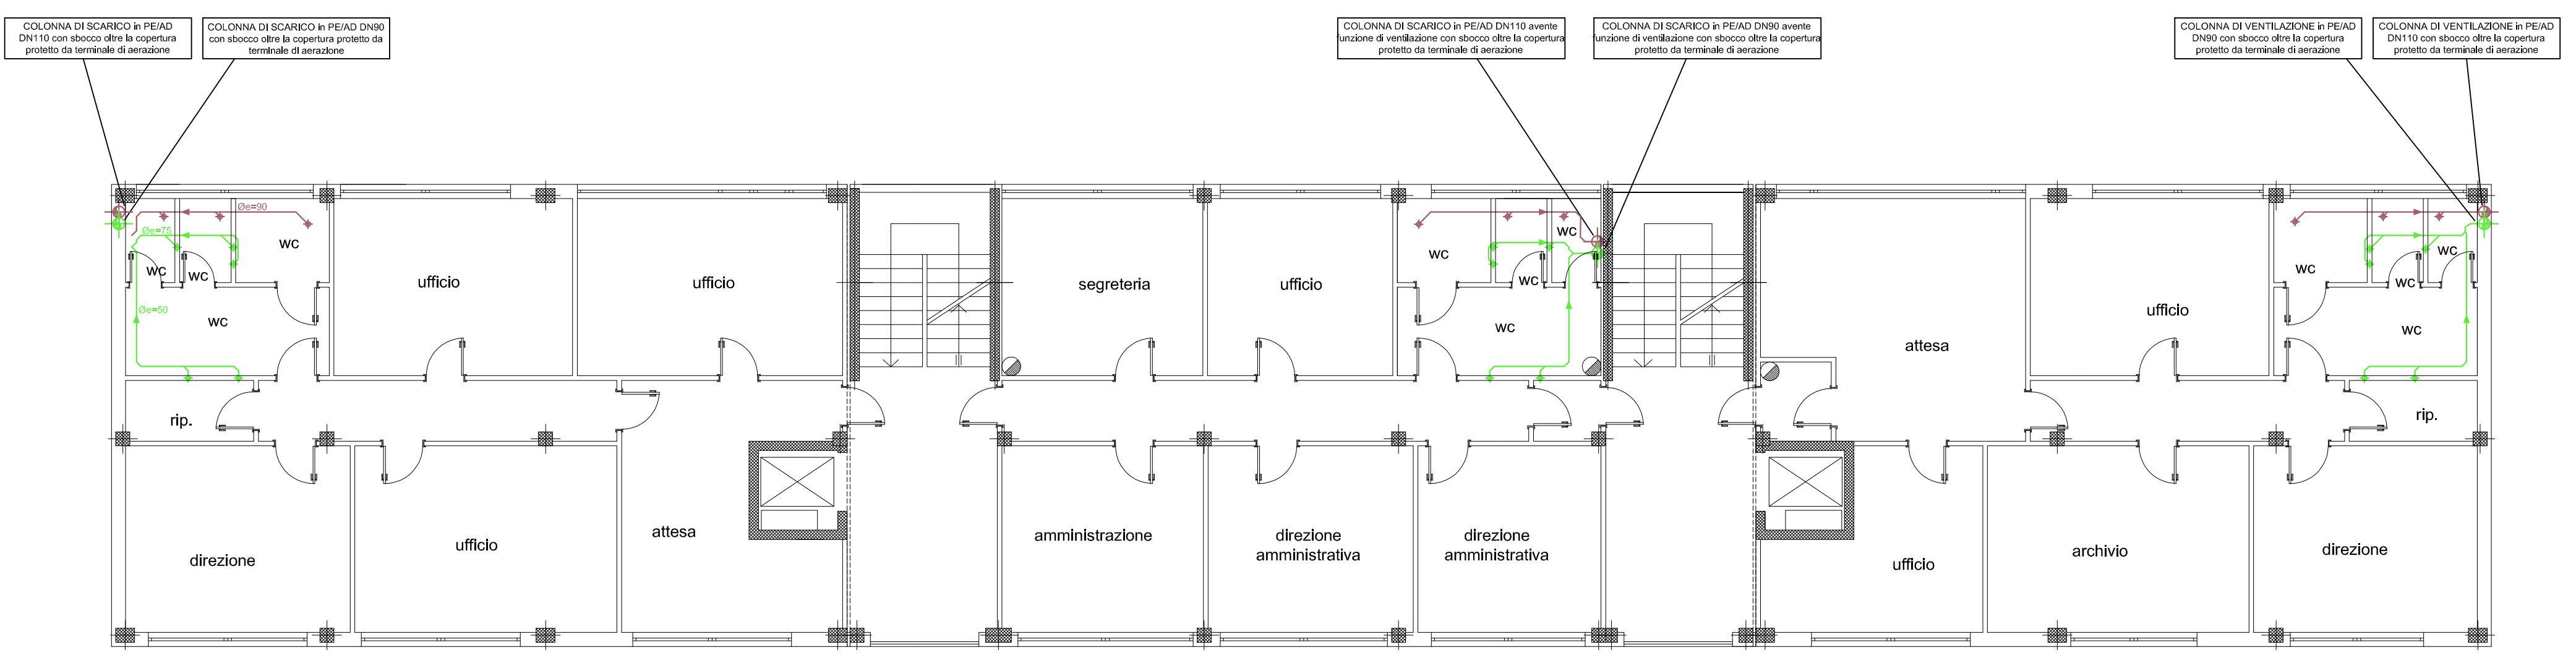 COLONNA DI SCARICO in PE/AD
DN110 con sbocco oltre la copertura
protetto da terminale di aerazione
COLONNA DI SCARICO in PE/AD DN90
con sbocco oltre la copertura protetto da
terminale di aerazione
COLONNA DI SCARICO in PE/AD DN110 avente
funzione di ventilazione con sbocco oltre la copertura
protetto da terminale di aerazione
COLONNA DI SCARICO in PE/AD DN90 avente
funzione di ventilazione con sbocco oltre la copertura
protetto da terminale di aerazione
COLONNA DI VENTILAZIONE in PE/AD
DN90 con sbocco oltre la copertura
protetto da terminale di aerazione
COLONNA DI VENTILAZIONE in PE/AD
DN110 con sbocco oltre la copertura
protetto da terminale di aerazione
Øe=90
Øe=75
wc
wc
wc
Øe=50
wc
ufficio
ufficio
segreteria
ufficio
wc
wc
wc
wc
attesa
ufficio
wc
wc
wc
wc
rip.
rip.
direzione
ufficio
attesa
amministrazione
direzione
amministrativa
direzione
amministrativa
ufficio
archivio
direzione